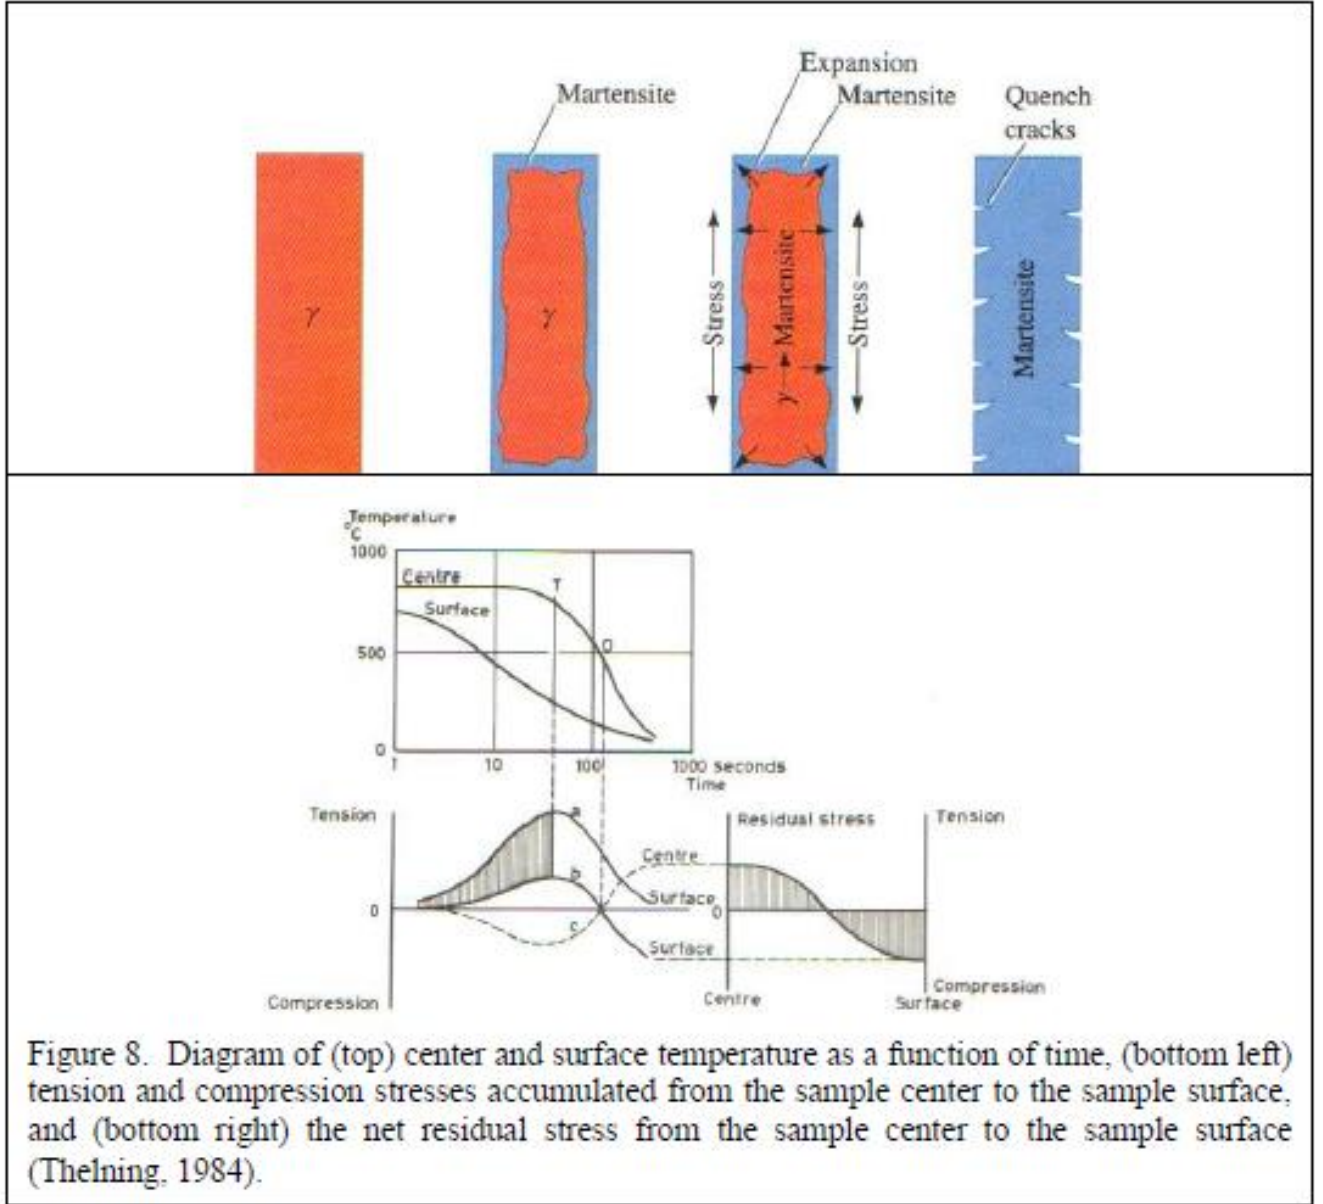 Expansion
Martensite
Martensite
Quench
cracks
γ
γ
Stress
γ → Martensite
Stress
Martensite
Temperature
°C
1000
Centre
T
Surface
500
0
1
10
100
1000 seconds
Time
Tension
a
Residual stress
Tension
Centre
b
Surface
0
0
c
Surface
Compression
Centre
Compression
Surface
Figure 8. Diagram of (top) center and surface temperature as a function of time, (bottom left)
tension and compression stresses accumulated from the sample center to the sample surface,
and (bottom right) the net residual stress from the sample center to the sample surface
(Thelning, 1984).